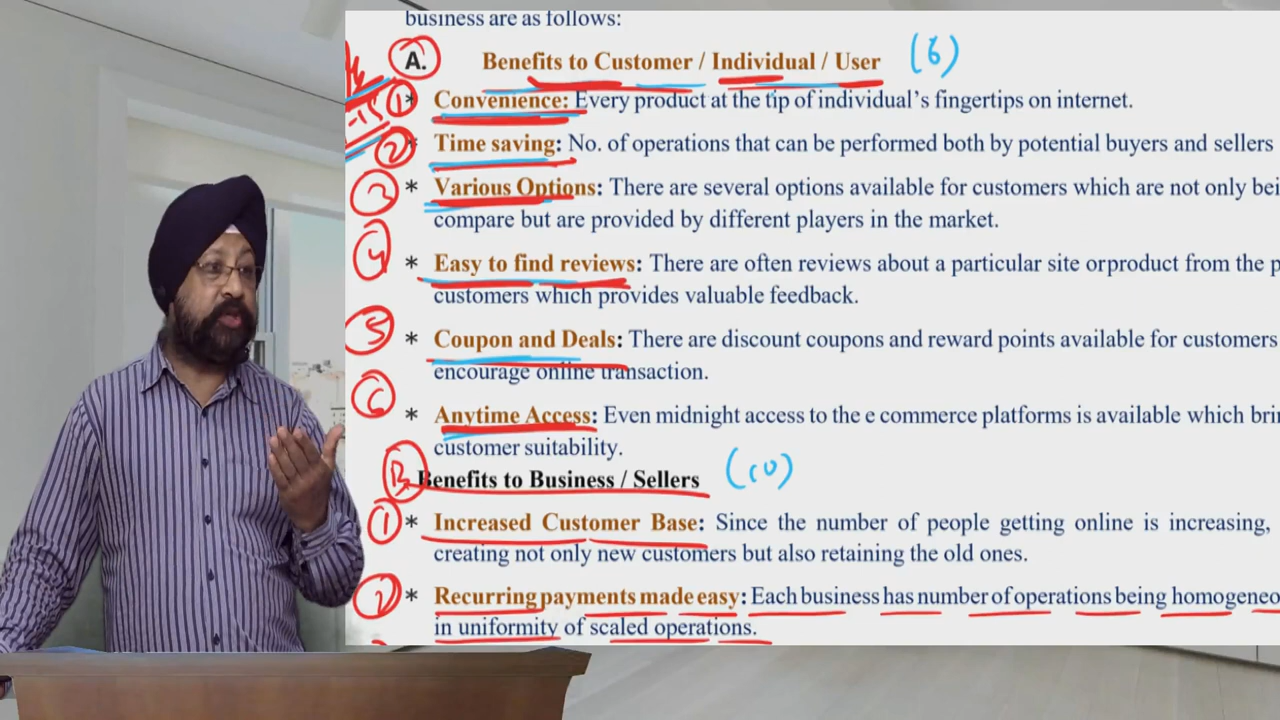 business are as follows:
A. Benefits to Customer / Individual / User (6)
1 * Convenience: Every product at the tip of individual's fingertips on internet.
-15
2 * Time saving: No. of operations that can be performed both by potential buyers and sellers
3 * Various Options: There are several options available for customers which are not only bei
compare but are provided by different players in the market.
4 * Easy to find reviews: There are often reviews about a particular site orproduct from the p
customers which provides valuable feedback.
5 * Coupon and Deals: There are discount coupons and reward points available for customers
encourage online transaction.
6 * Anytime Access: Even midnight access to the e commerce platforms is available which brin
customer suitability.
B Benefits to Business / Sellers (10)
1 * Increased Customer Base: Since the number of people getting online is increasing,
creating not only new customers but also retaining the old ones.
2 * Recurring payments made easy: Each business has number of operations being homogeneo
in uniformity of scaled operations.